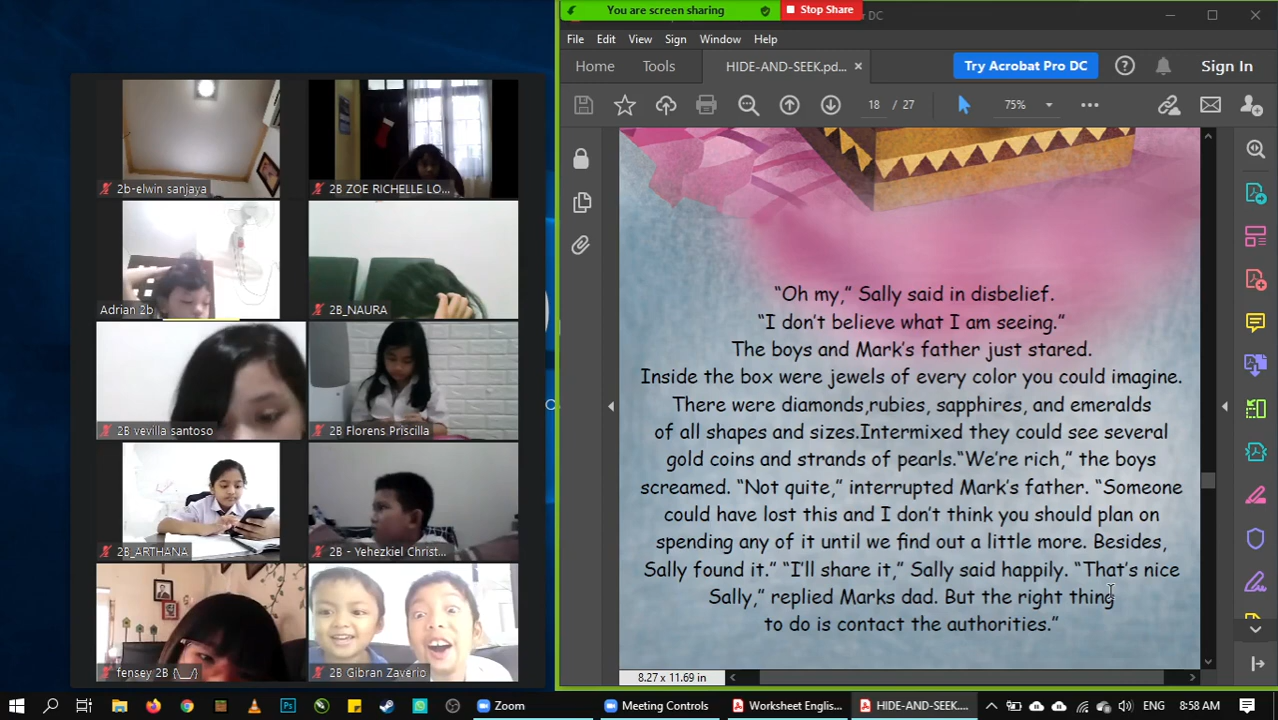 You are screen sharing
Stop Share
DC
File Edit View Sign Window Help
Home Tools HIDE-AND-SEEK.pd... Try Acrobat Pro DC Sign In
18 / 27 75%
2b-elwin sanjaya
2B ZOE RICHELLE LO...
Adrian 2b
2B_NAURA
2B vevilla santoso
2B Florens Priscilla
2B_ARTHANA
2B - Yehezkiel Christ...
fensey 2B {\__/}
2B Gibran Zaverio
“Oh my,” Sally said in disbelief.
“I don’t believe what I am seeing.”
The boys and Mark’s father just stared.
Inside the box were jewels of every color you could imagine.
There were diamonds,rubies, sapphires, and emeralds
of all shapes and sizes.Intermixed they could see several
gold coins and strands of pearls.“We’re rich,” the boys
screamed. “Not quite,” interrupted Mark’s father. “Someone
could have lost this and I don’t think you should plan on
spending any of it until we find out a little more. Besides,
Sally found it.” “I’ll share it,” Sally said happily. “That’s nice
Sally,” replied Marks dad. But the right thing
to do is contact the authorities.”
8.27 x 11.69 in
Zoom Meeting Controls Worksheet Englis... HIDE-AND-SEEK.... 8:58 AM